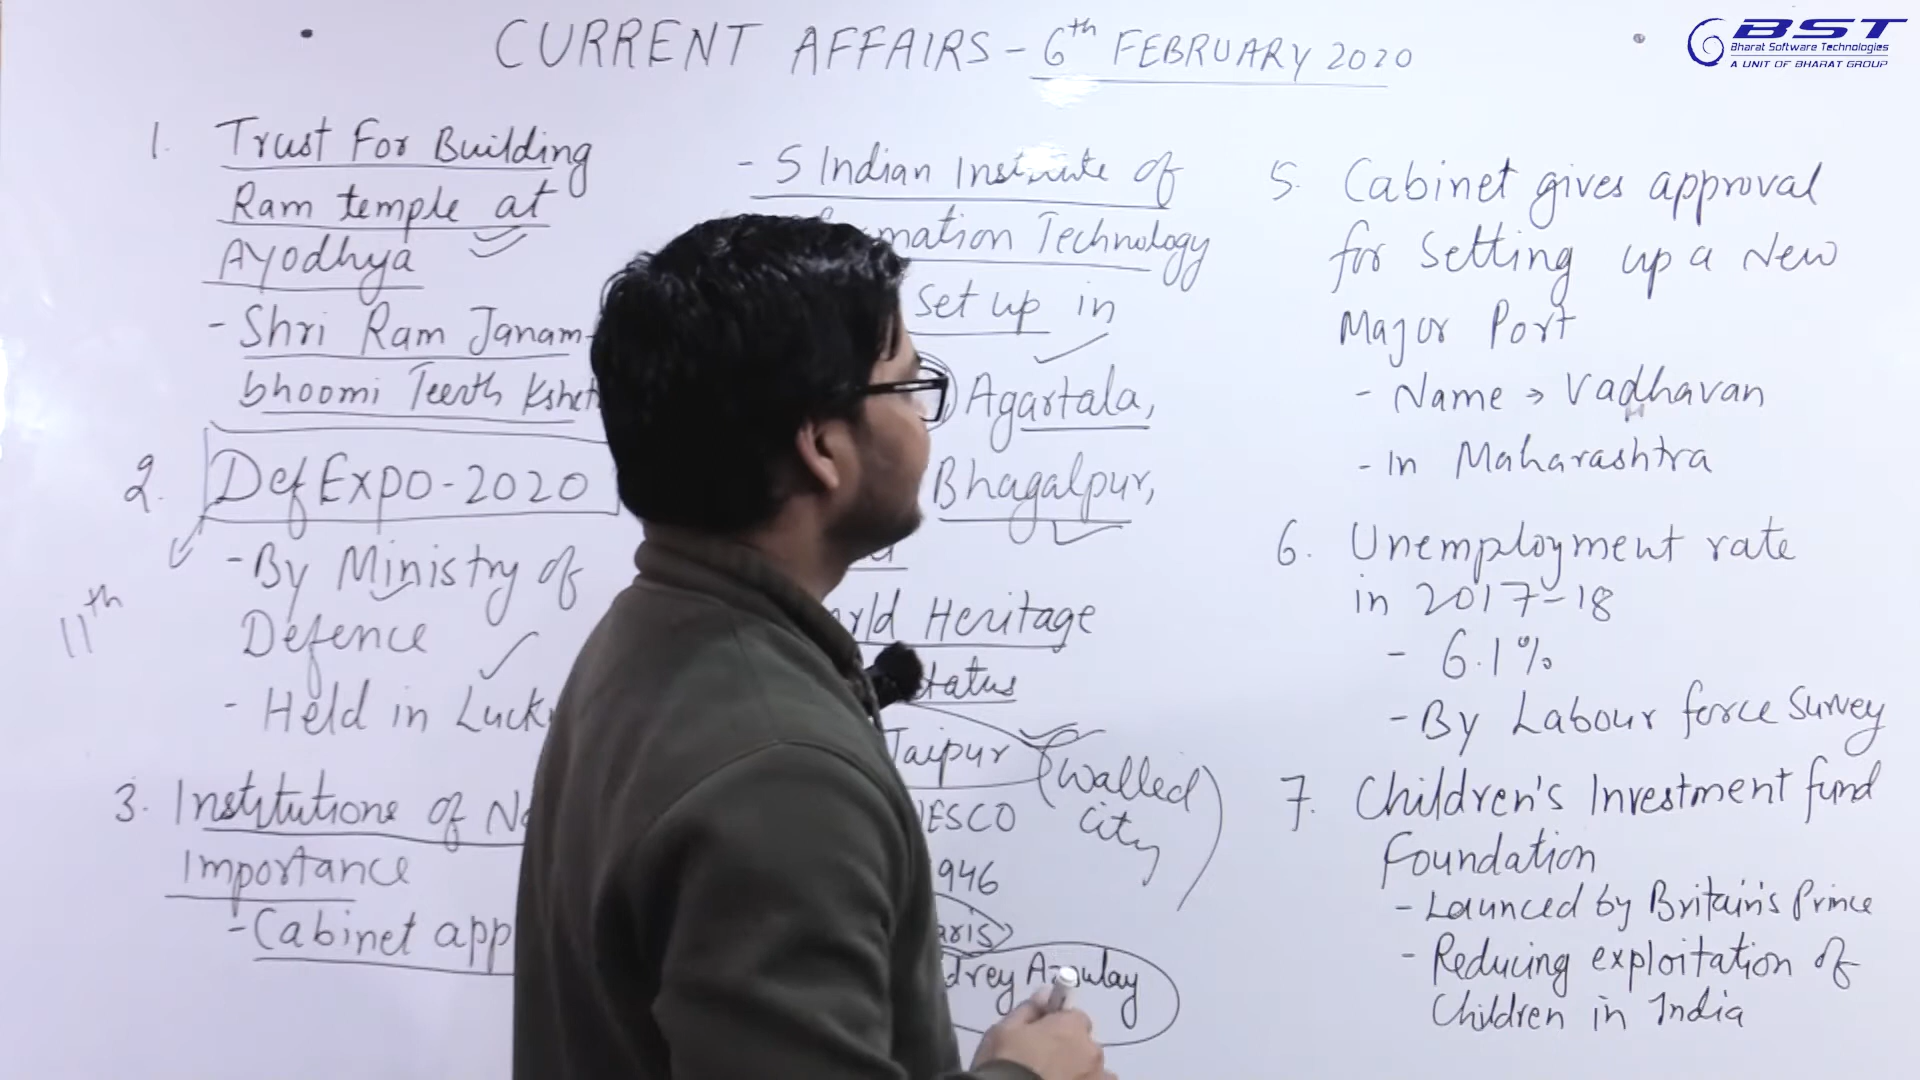 CURRENT AFFAIRS - 6th FEBRUARY 2020
BST
Bharat Software Technologies
A UNIT OF BHARAT GROUP
1. Trust For Building
Ram temple at
Ayodhya
- Shri Ram Janam-
bhoomi Teerth
2. DefExpo-2020
11th
- By Ministry of
Defence
- Held in
3. Institutions of
Importance
- Cabinet
- 5 Indian Institute of
Technology
Set up in
Agartala,
Bhagalpur,
Heritage
Status
Jaipur (Walled
City)
Azoulay
5. Cabinet gives approval
for Setting up a New
Major Port
- Name → Vadhavan
- In Maharashtra
6. Unemployment rate
in 2017-18
- 6.1%
- By Labour force Survey
7. Children's Investment fund
Foundation
- Launced by Britain's Prince
- Reducing exploitation of
Children in India